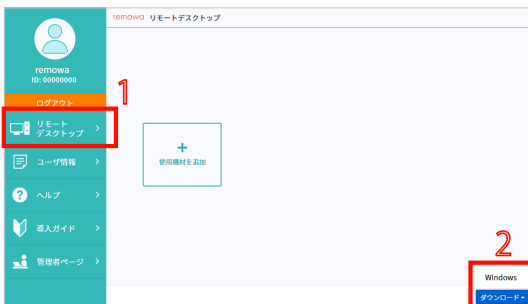 remowa リモートデスクトップ
remowa
ID: 00000000
ログアウト
1
リモート
デスクトップ
ユーザ情報
ヘルプ
導入ガイド
管理者ページ
+
使用機材を追加
2
Windows
ダウンロード